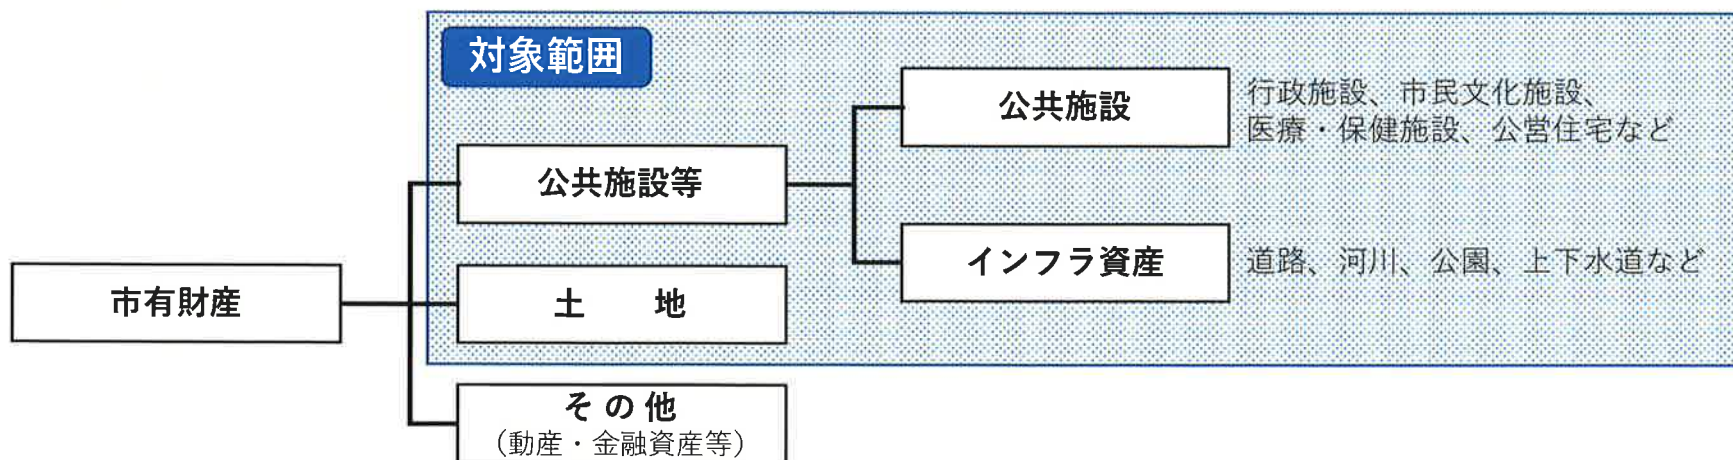 対象範囲
公共施設
行政施設、市民文化施設、
医療・保健施設、公営住宅など
公共施設等
インフラ資産
道路、河川、公園、上下水道など
市有財産
土　　地
その他
（動産・金融資産等）